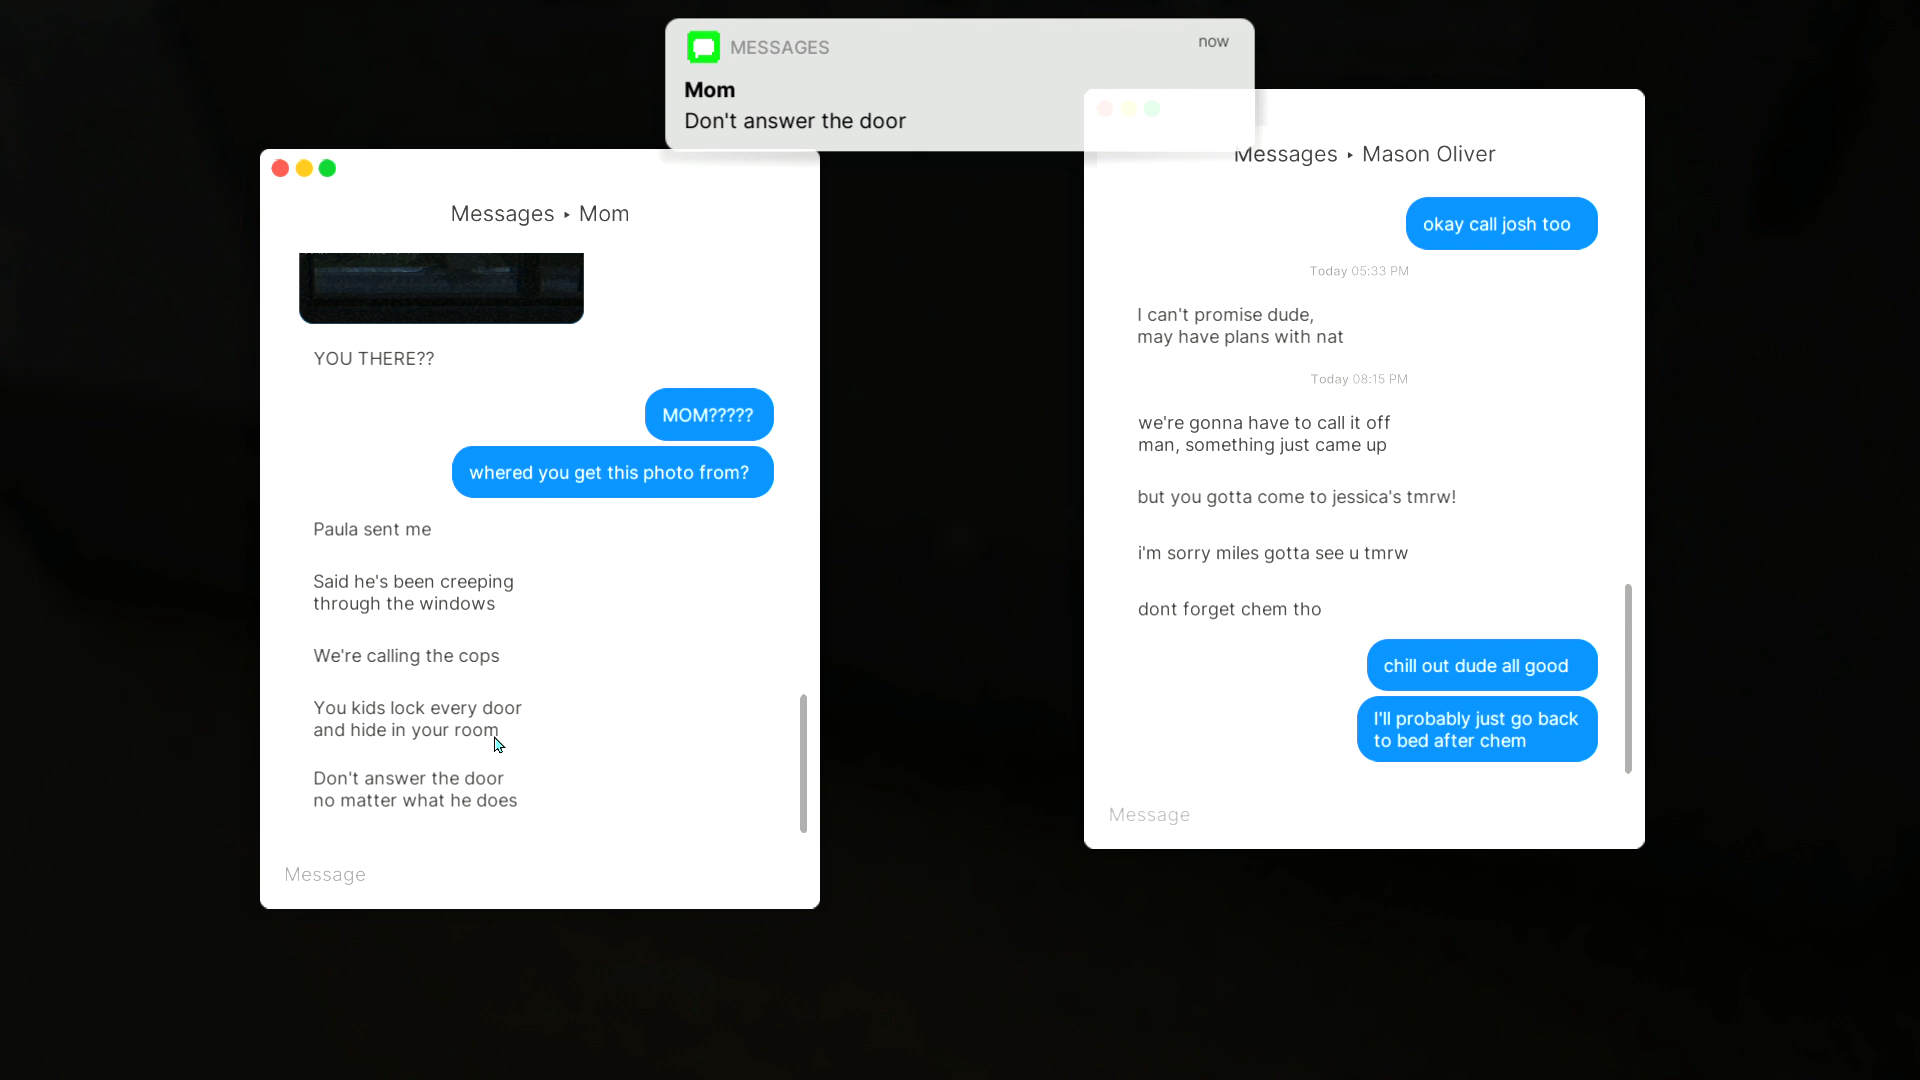 MESSAGES
now
Mom
Don't answer the door
Messages ‣ Mom
YOU THERE??
MOM?????
whered you get this photo from?
Paula sent me
Said he's been creeping
through the windows
We're calling the cops
You kids lock every door
and hide in your room
Don't answer the door
no matter what he does
Message
Messages ‣ Mason Oliver
okay call josh too
Today 05:33 PM
I can't promise dude,
may have plans with nat
Today 08:15 PM
we're gonna have to call it off
man, something just came up
but you gotta come to jessica's tmrw!
i'm sorry miles gotta see u tmrw
dont forget chem tho
chill out dude all good
I'll probably just go back
to bed after chem
Message